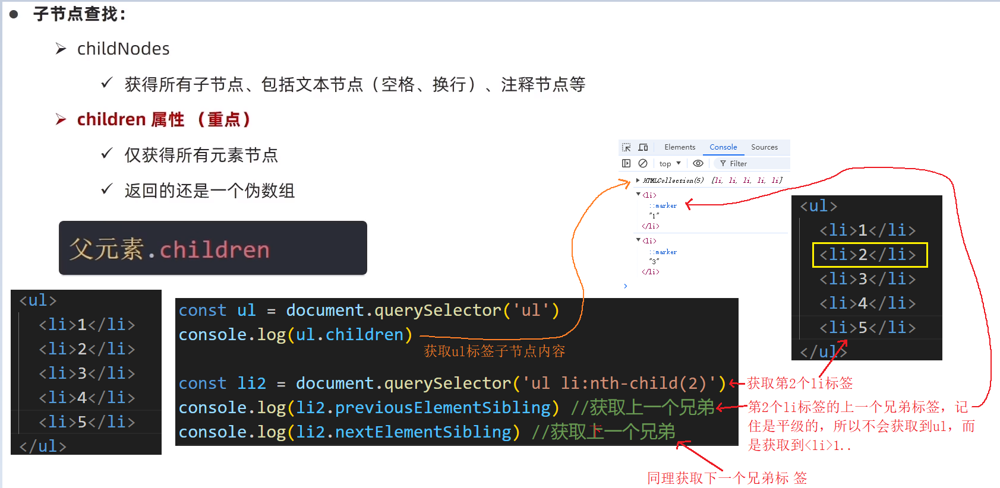 ● 子节点查找：
➢ childNodes
✓ 获得所有子节点、包括文本节点（空格、换行）、注释节点等
➢ children 属性 （重点）
✓ 仅获得所有元素节点
✓ 返回的还是一个伪数组
父元素.children
<ul>
<li>1</li>
<li>2</li>
<li>3</li>
<li>4</li>
<li>5</li>
</ul>
const ul = document.querySelector('ul')
console.log(ul.children)
获取ul标签子节点内容
const li2 = document.querySelector('ul li:nth-child(2)')
console.log(li2.previousElementSibling) //获取上一个兄弟
console.log(li2.nextElementSibling) //获取上一个兄弟
下
Elements Console Sources
top ▼ Filter
▶ HTMLCollection(5) [li, li, li, li, li]
▼<li>
::marker
"1"
</li>
▼<li>
::marker
"3"
</li>
>
<ul>
<li>1</li>
<li>2</li>
<li>3</li>
<li>4</li>
<li>5</li>
</ul>
获取第2个li标签
第2个li标签的上一个兄弟标签，记
住是平级的，所以不会获取到ul，而
是获取到<li>1..
同理获取下一个兄弟标 签